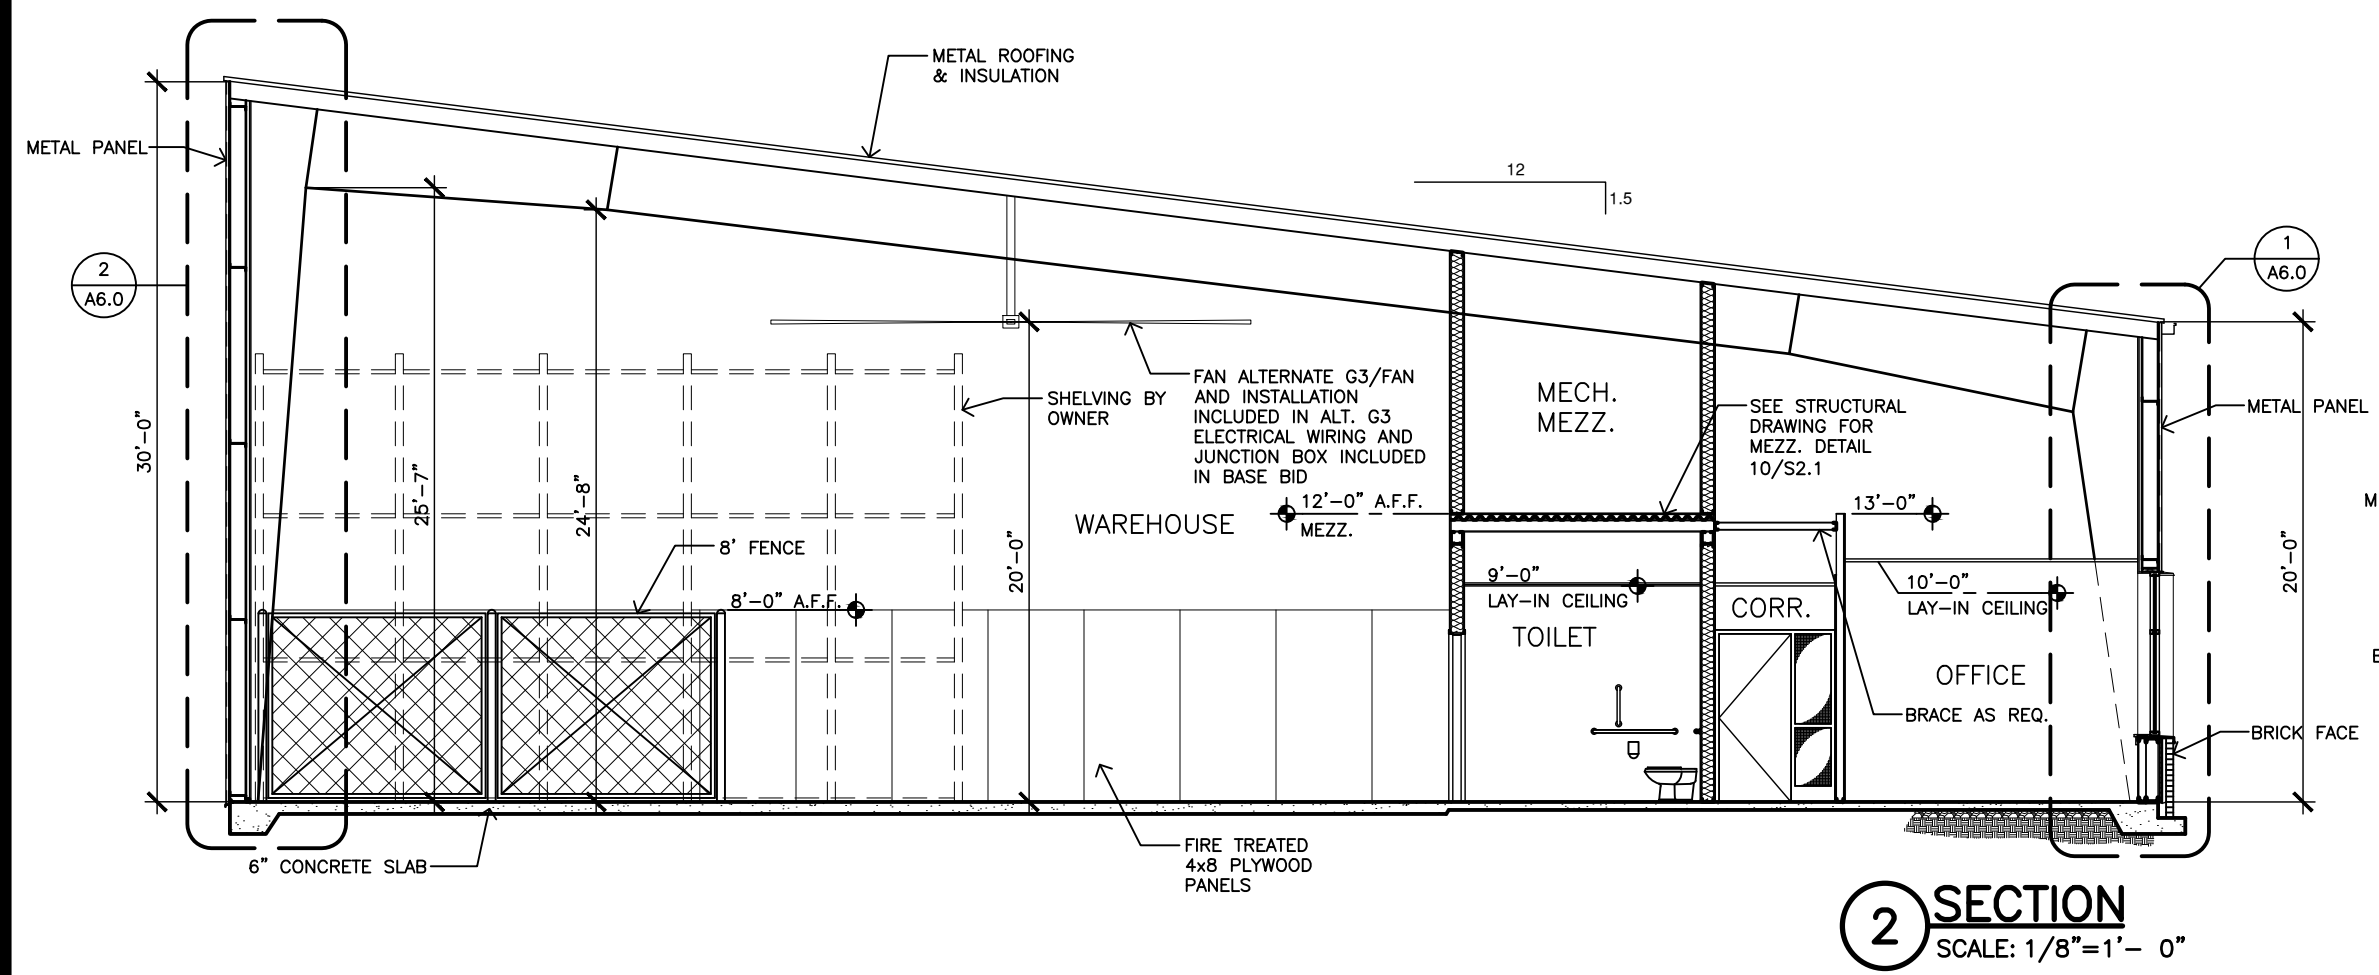 METAL ROOFING
& INSULATION
METAL PANEL
12
1.5
2
A6.0
1
A6.0
30'-0"
25'-7"
24'-8"
20'-0"
20'-0"
SHELVING BY
OWNER
FAN ALTERNATE G3/FAN
AND INSTALLATION
INCLUDED IN ALT. G3
ELECTRICAL WIRING AND
JUNCTION BOX INCLUDED
IN BASE BID
MECH.
MEZZ.
SEE STRUCTURAL
DRAWING FOR
MEZZ. DETAIL
10/S2.1
METAL PANEL
WAREHOUSE
12'-0" A.F.F.
MEZZ.
13'-0"
8' FENCE
8'-0" A.F.F.
9'-0"
LAY-IN CEILING
TOILET
CORR.
10'-0"
LAY-IN CEILING
OFFICE
BRACE AS REQ.
BRICK FACE
6" CONCRETE SLAB
FIRE TREATED
4x8 PLYWOOD
PANELS
2
SECTION
SCALE: 1/8"=1'- 0"